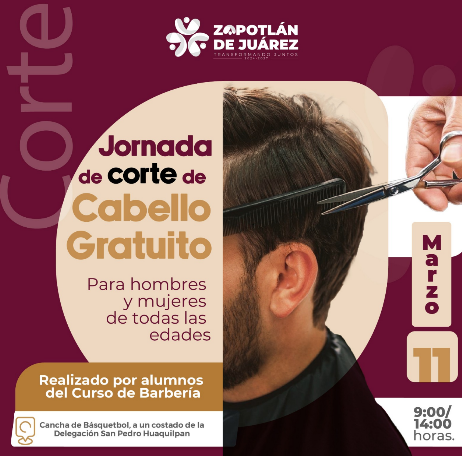 Corte
ZAPOTLÁN
DE JUÁREZ
TRANSFORMANDO JUNTOS
Jornada
de corte de
Cabello
Gratuito
Para hombres
y mujeres
de todas las
edades
Realizado por alumnos
del Curso de Barbería
Cancha de Básquetbol, a un costado de la
Delegación San Pedro Huaquilpan
Marzo
11
9:00/
14:00
horas.